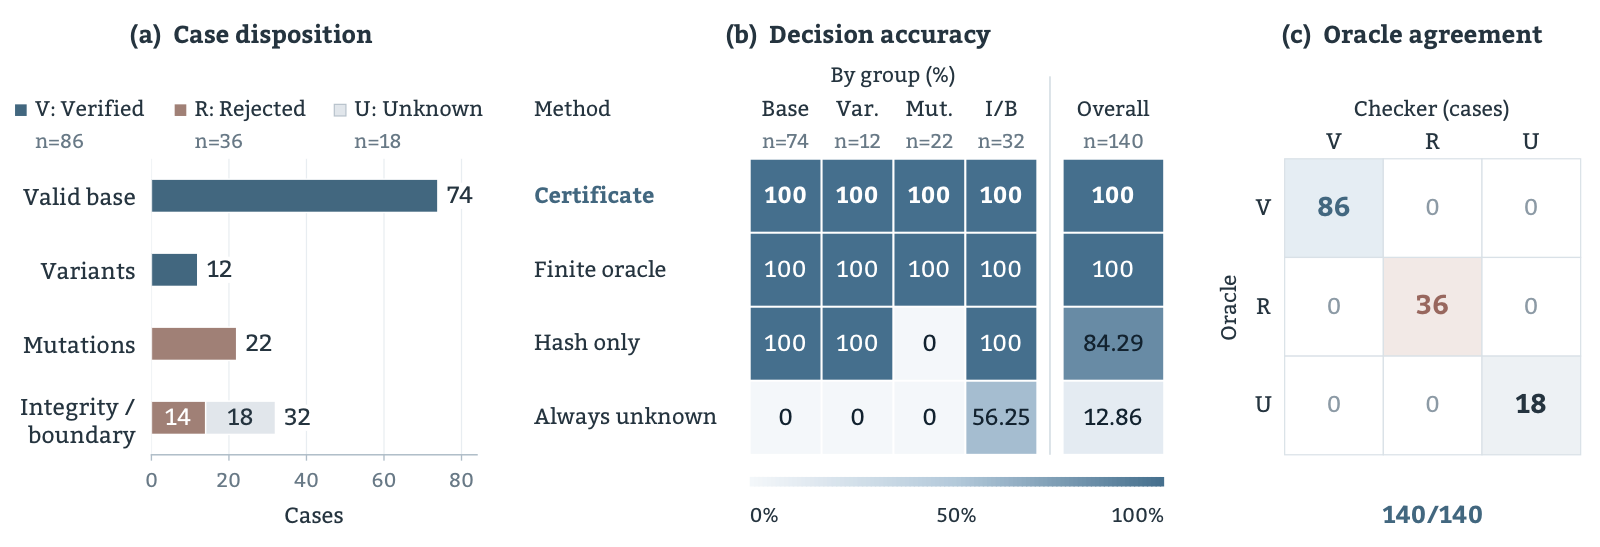 (a) Case disposition
V: Verified R: Rejected U: Unknown
n=86 n=36 n=18
Valid base 74
Variants 12
Mutations 22
Integrity / boundary 14 18 32
0 20 40 60 80
Cases
(b) Decision accuracy
By group (%)
Method Base Var. Mut. I/B Overall
n=74 n=12 n=22 n=32 n=140
Certificate 100 100 100 100 100
Finite oracle 100 100 100 100 100
Hash only 100 100 0 100 84.29
Always unknown 0 0 0 56.25 12.86
0% 50% 100%
(c) Oracle agreement
Checker (cases)
V R U
Oracle
V 86 0 0
R 0 36 0
U 0 0 18
140/140